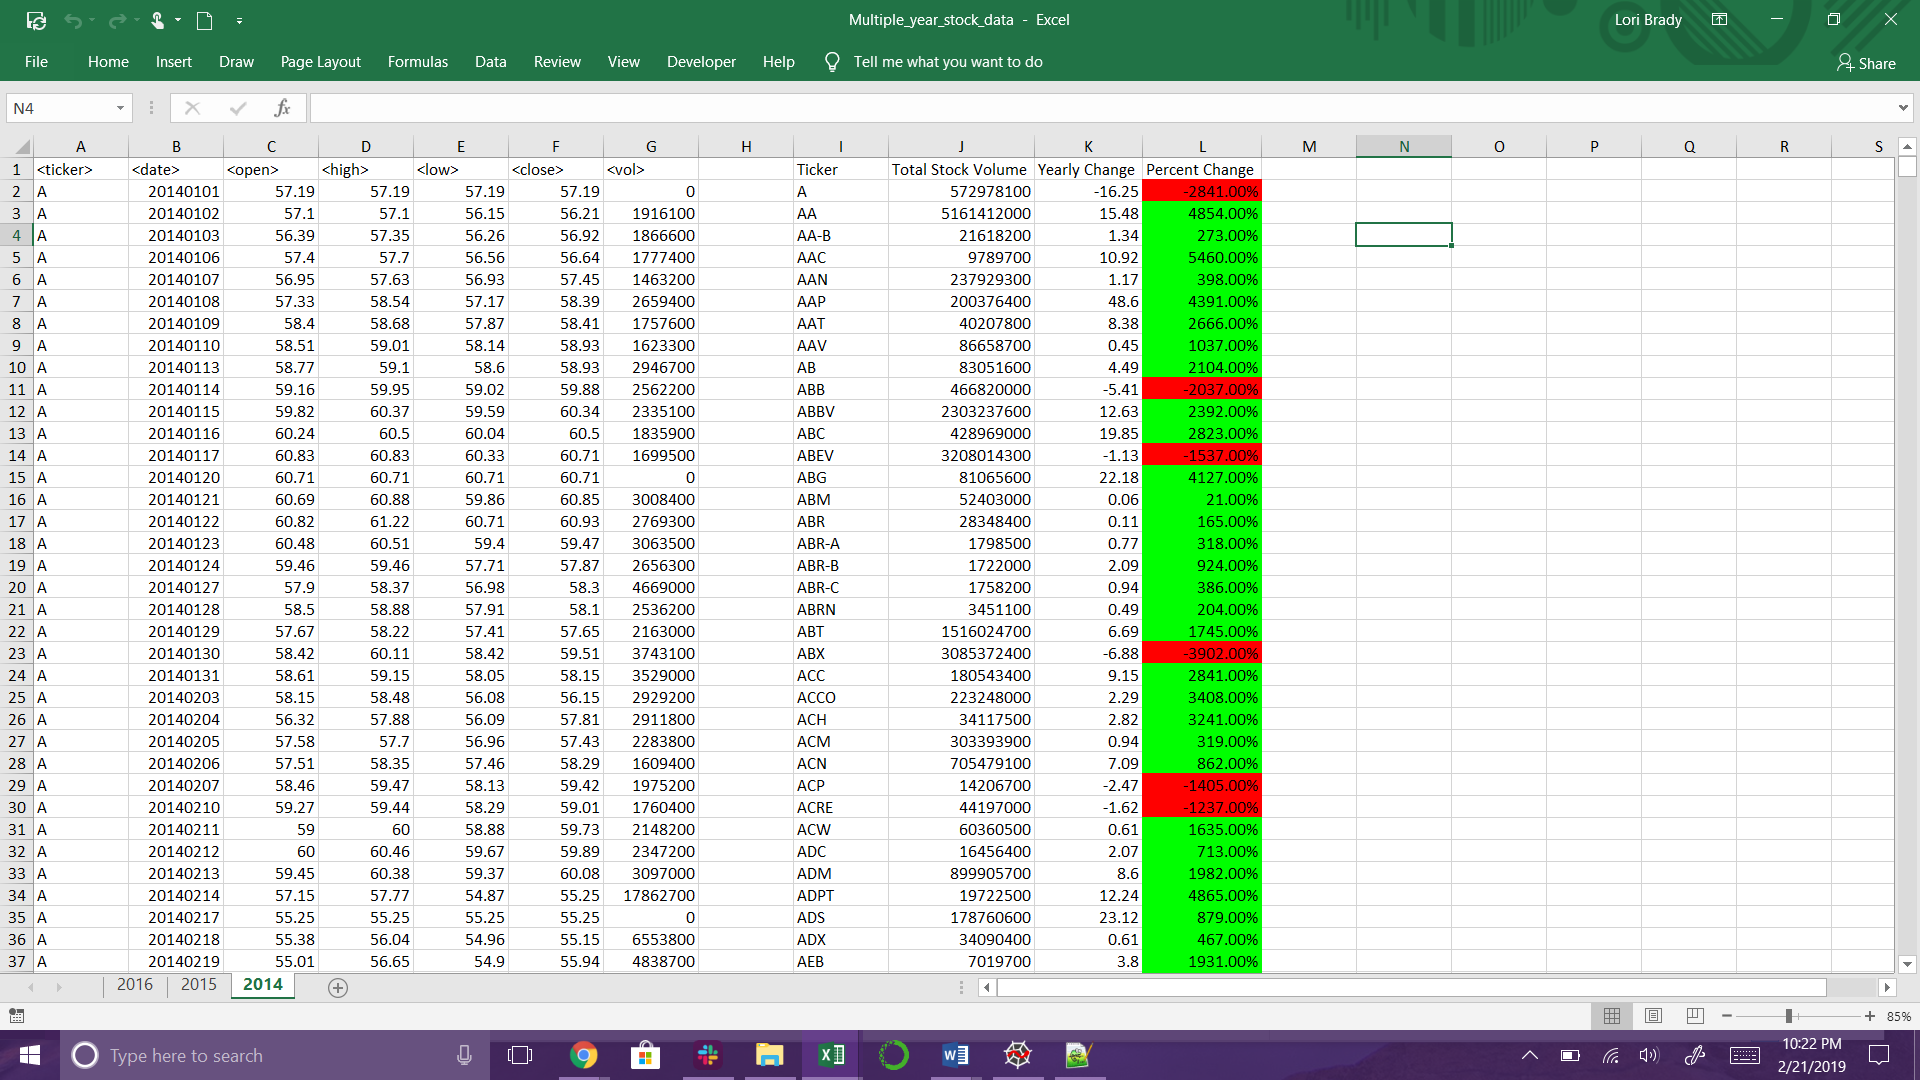 Multiple_year_stock_data - Excel
Lori Brady
File Home Insert Draw Page Layout Formulas Data Review View Developer Help Tell me what you want to do Share
N4 fx
A B C D E F G H I J K L M N O P Q R S
1 <ticker> <date> <open> <high> <low> <close> <vol> Ticker Total Stock Volume Yearly Change Percent Change
2 A 20140101 57.19 57.19 57.19 57.19 0 A 572978100 -16.25 -2841.00%
3 A 20140102 57.1 57.1 56.15 56.21 1916100 AA 5161412000 15.48 4854.00%
4 A 20140103 56.39 57.35 56.26 56.92 1866600 AA-B 21618200 1.34 273.00%
5 A 20140106 57.4 57.7 56.56 56.64 1777400 AAC 9789700 10.92 5460.00%
6 A 20140107 56.95 57.63 56.93 57.45 1463200 AAN 237929300 1.17 398.00%
7 A 20140108 57.33 58.54 57.17 58.39 2659400 AAP 200376400 48.6 4391.00%
8 A 20140109 58.4 58.68 57.87 58.41 1757600 AAT 40207800 8.38 2666.00%
9 A 20140110 58.51 59.01 58.14 58.93 1623300 AAV 86658700 0.45 1037.00%
10 A 20140113 58.77 59.1 58.6 58.93 2946700 AB 83051600 4.49 2104.00%
11 A 20140114 59.16 59.95 59.02 59.88 2562200 ABB 466820000 -5.41 -2037.00%
12 A 20140115 59.82 60.37 59.59 60.34 2335100 ABBV 2303237600 12.63 2392.00%
13 A 20140116 60.24 60.5 60.04 60.5 1835900 ABC 428969000 19.85 2823.00%
14 A 20140117 60.83 60.83 60.33 60.71 1699500 ABEV 3208014300 -1.13 -1537.00%
15 A 20140120 60.71 60.71 60.71 60.71 0 ABG 81065600 22.18 4127.00%
16 A 20140121 60.69 60.88 59.86 60.85 3008400 ABM 52403000 0.06 21.00%
17 A 20140122 60.82 61.22 60.71 60.93 2769300 ABR 28348400 0.11 165.00%
18 A 20140123 60.48 60.51 59.4 59.47 3063500 ABR-A 1798500 0.77 318.00%
19 A 20140124 59.46 59.46 57.71 57.87 2656300 ABR-B 1722000 2.09 924.00%
20 A 20140127 57.9 58.37 56.98 58.3 4669000 ABR-C 1758200 0.94 386.00%
21 A 20140128 58.5 58.88 57.91 58.1 2536200 ABRN 3451100 0.49 204.00%
22 A 20140129 57.67 58.22 57.41 57.65 2163000 ABT 1516024700 6.69 1745.00%
23 A 20140130 58.42 60.11 58.42 59.51 3743100 ABX 3085372400 -6.88 -3902.00%
24 A 20140131 58.61 59.15 58.05 58.15 3529000 ACC 180543400 9.15 2841.00%
25 A 20140203 58.15 58.48 56.08 56.15 2929200 ACCO 223248000 2.29 3408.00%
26 A 20140204 56.32 57.88 56.09 57.81 2911800 ACH 34117500 2.82 3241.00%
27 A 20140205 57.58 57.7 56.96 57.43 2283800 ACM 303393900 0.94 319.00%
28 A 20140206 57.51 58.35 57.46 58.29 1609400 ACN 705479100 7.09 862.00%
29 A 20140207 58.46 59.47 58.13 59.42 1975200 ACP 14206700 -2.47 -1405.00%
30 A 20140210 59.27 59.44 58.29 59.01 1760400 ACRE 44197000 -1.62 -1237.00%
31 A 20140211 59 60 58.88 59.73 2148200 ACW 60360500 0.61 1635.00%
32 A 20140212 60 60.46 59.67 59.89 2347200 ADC 16456400 2.07 713.00%
33 A 20140213 59.45 60.38 59.37 60.08 3097000 ADM 899905700 8.6 1982.00%
34 A 20140214 57.15 57.77 54.87 55.25 17862700 ADPT 19722500 12.24 4865.00%
35 A 20140217 55.25 55.25 55.25 55.25 0 ADS 178760600 23.12 879.00%
36 A 20140218 55.38 56.04 54.96 55.15 6553800 ADX 34090400 0.61 467.00%
37 A 20140219 55.01 56.65 54.9 55.94 4838700 AEB 7019700 3.8 1931.00%
2016 2015 2014
85%
Type here to search
10:22 PM
2/21/2019